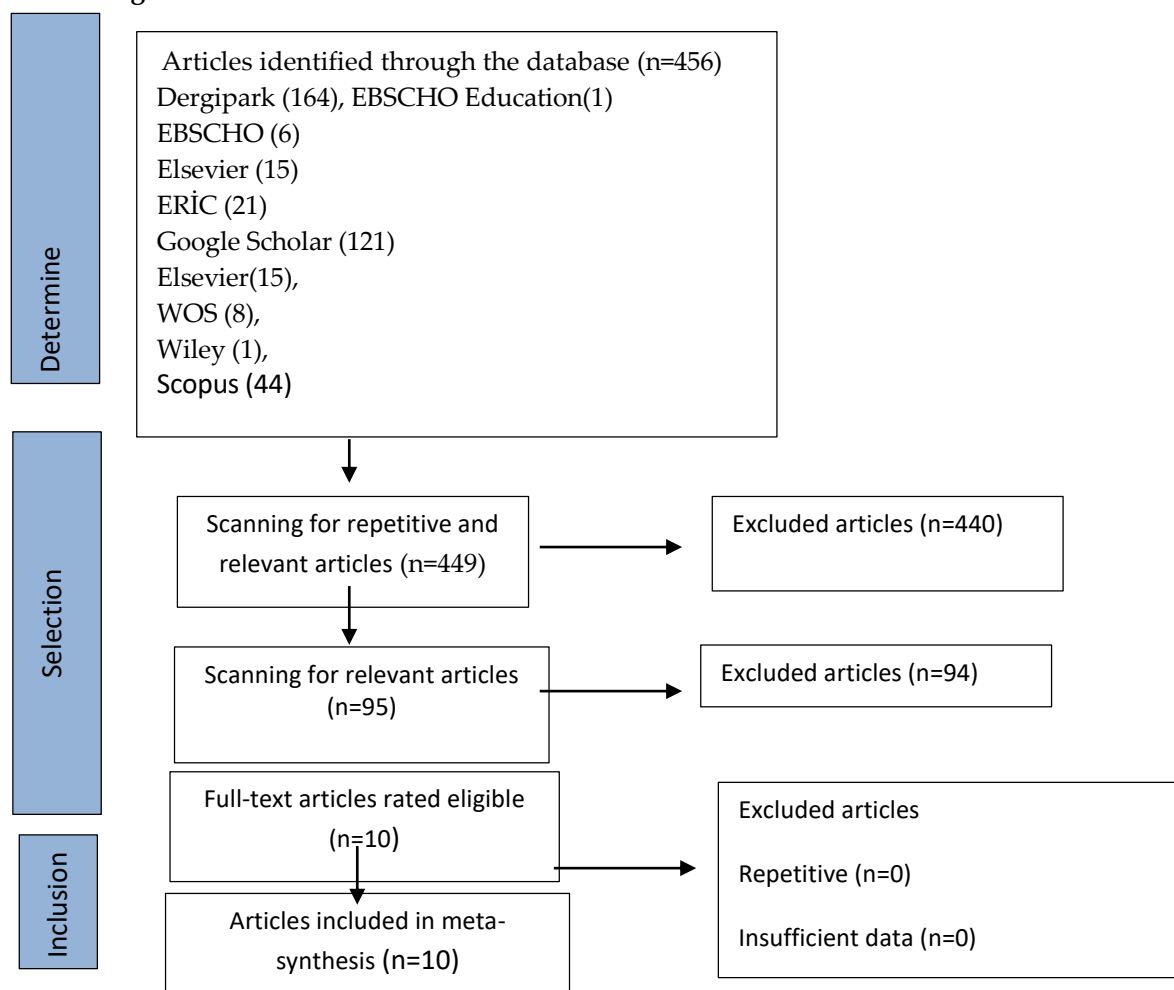 Determine
Articles identified through the database (n=456)
Dergipark (164), EBSCHO Education(1)
EBSCHO (6)
Elsevier (15)
ERİC (21)
Google Scholar (121)
Elsevier(15),
WOS (8),
Wiley (1),
Scopus (44)
Selection
Scanning for repetitive and
relevant articles (n=449)
Excluded articles (n=440)
Scanning for relevant articles
(n=95)
Excluded articles (n=94)
Full-text articles rated eligible
(n=10)
Excluded articles
Repetitive (n=0)
Insufficient data (n=0)
Inclusion
Articles included in meta-
synthesis (n=10)